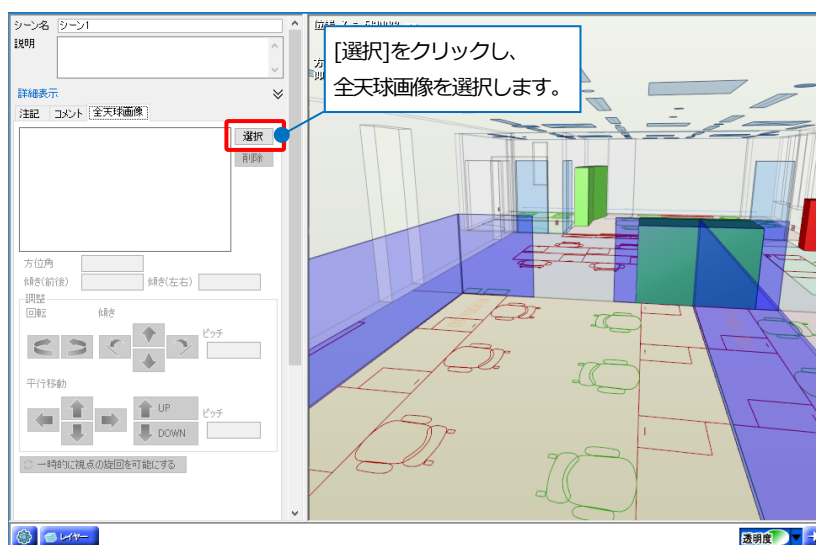 シーン名 シーン1
説明
詳細表示
注記 コメント 全天球画像
選択
削除
方位角
傾き(前後) 傾き(左右)
調整
回転 傾き
ピッチ
平行移動
UP
DOWN
ピッチ
一時的に視点の旋回を可能にする
レイヤー
[選択]をクリックし、
全天球画像を選択します。
透明度